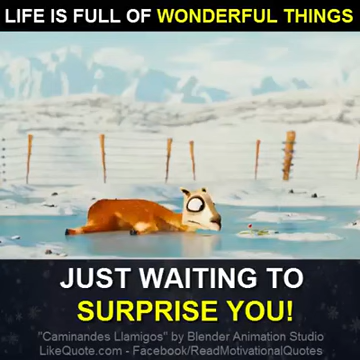 LIFE IS FULL OF WONDERFUL THINGS
JUST WAITING TO
SURPRISE YOU!
"Caminandes Llamigos" by Blender Animation Studio
LikeQuote.com - Facebook/ReadMotivationalQuotes